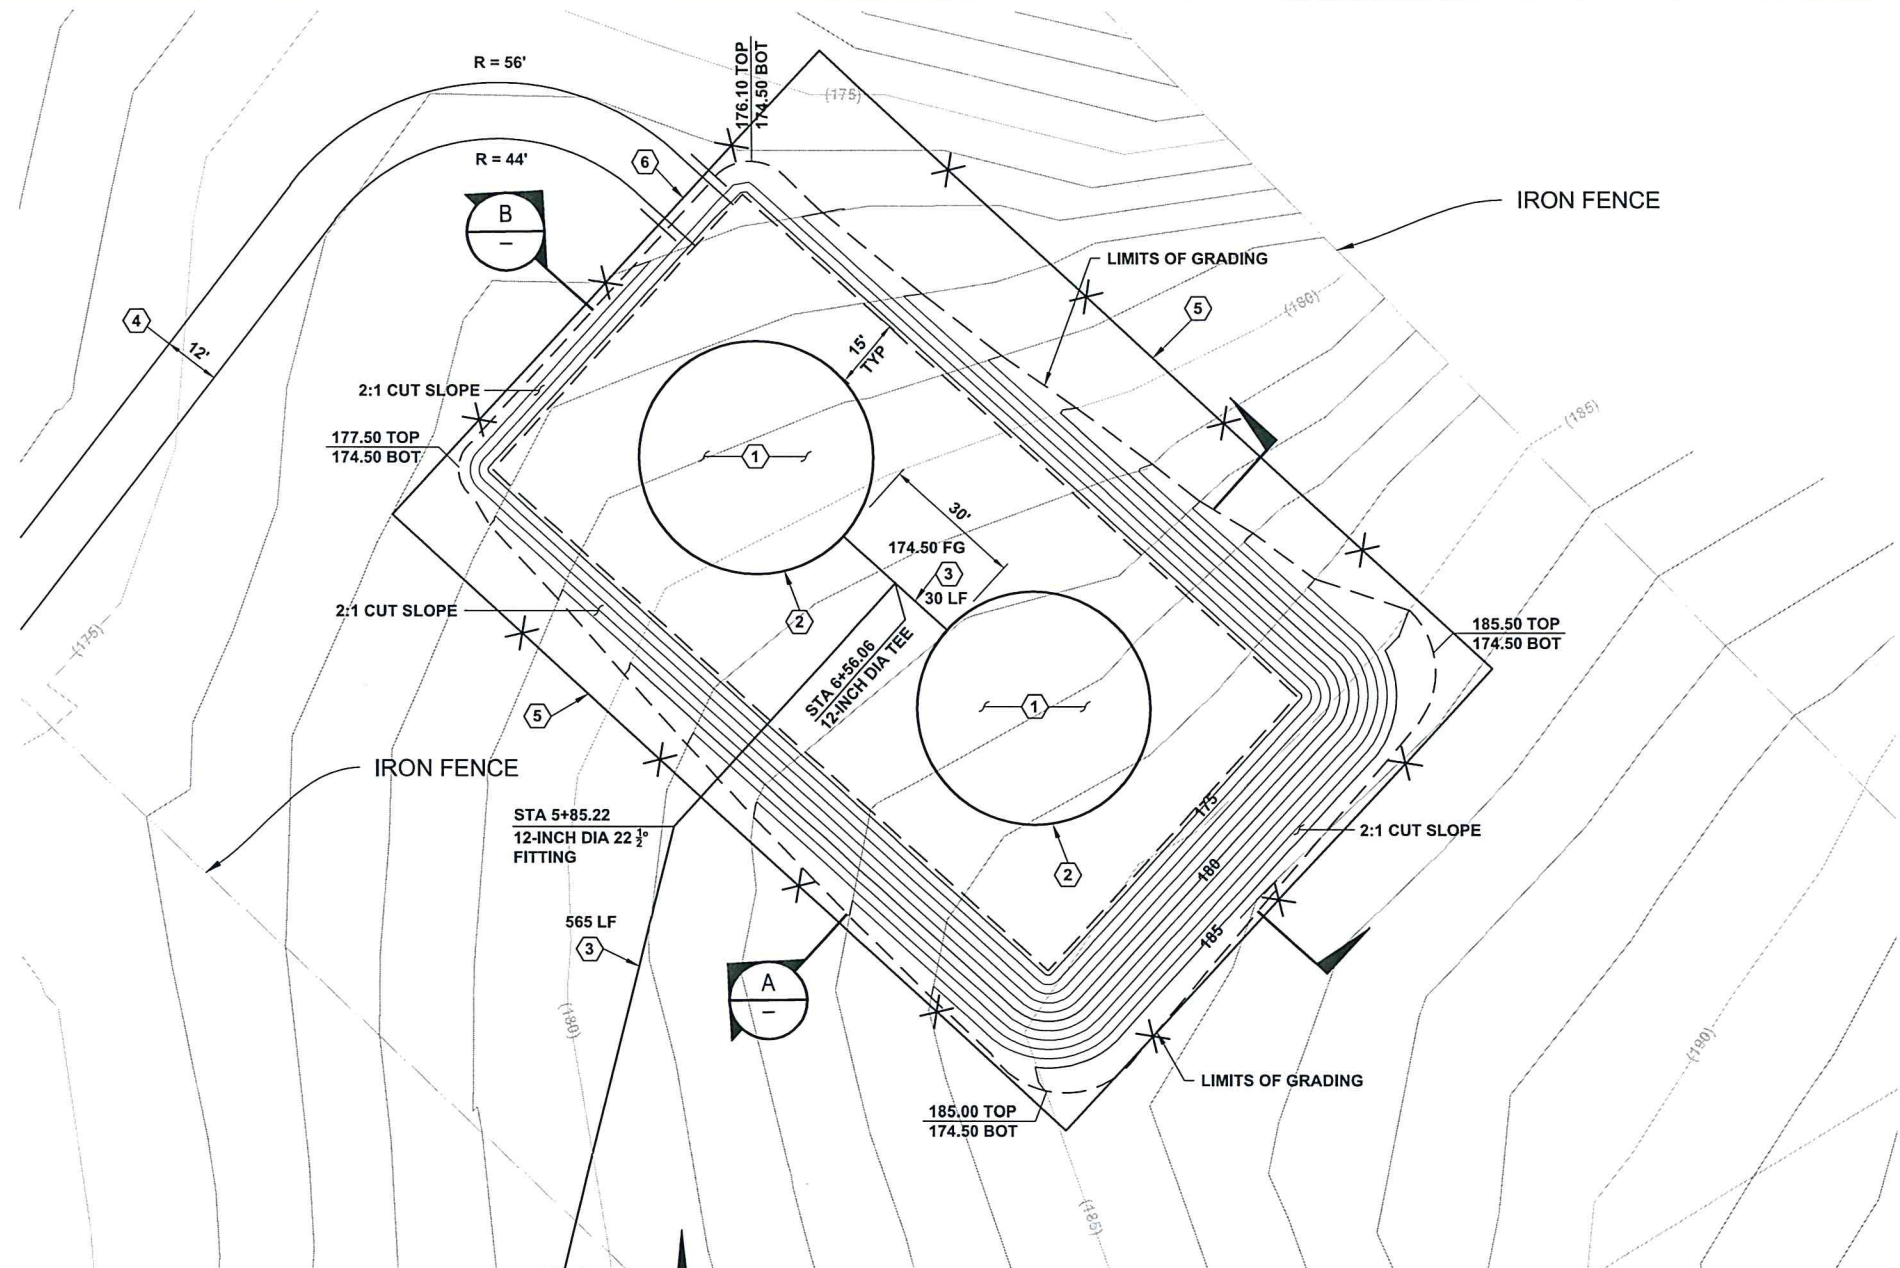 R = 56'
176.10 TOP
174.50 BOT
(175)
R = 44'
6
IRON FENCE
B
–
LIMITS OF GRADING
(180)
5
4
12'
15'
TYP
2:1 CUT SLOPE
(185)
177.50 TOP
174.50 BOT
1
30'
174.50 FG
3
30 LF
2:1 CUT SLOPE
2
185.50 TOP
174.50 BOT
(175)
STA 6+56.06
12-INCH DIA TEE
1
5
IRON FENCE
175
STA 5+85.22
12-INCH DIA 22 ½°
FITTING
2:1 CUT SLOPE
180
2
565 LF
3
185
A
–
(180)
(190)
LIMITS OF GRADING
185.00 TOP
174.50 BOT
(185)